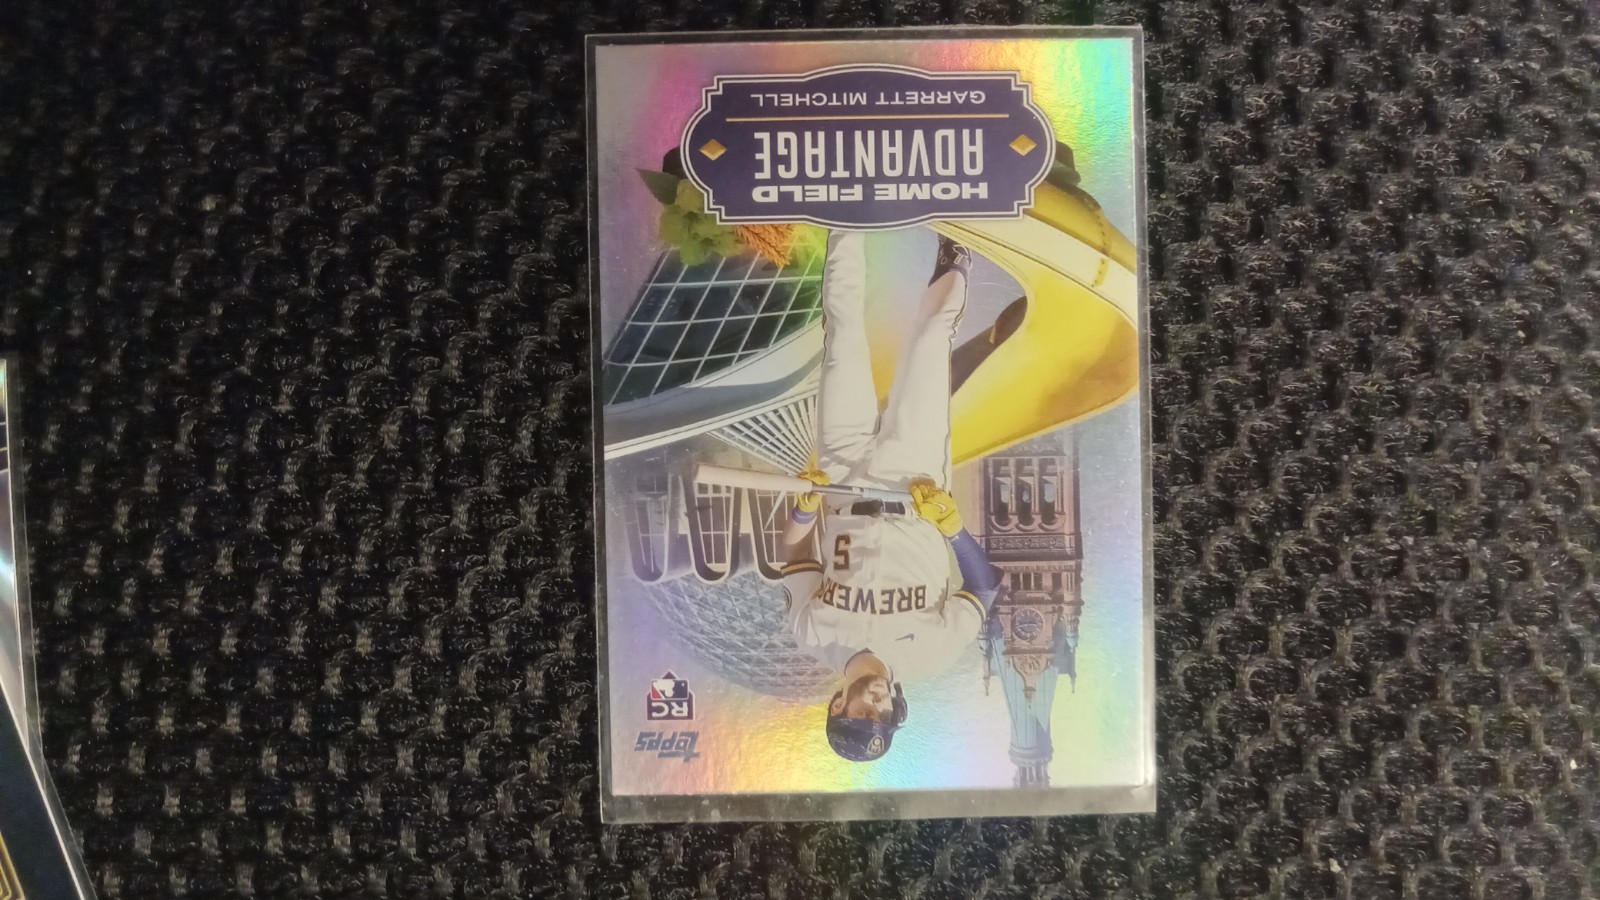 Topps
RC
BREWERS
5
HOME FIELD
ADVANTAGE
GARRETT MITCHELL